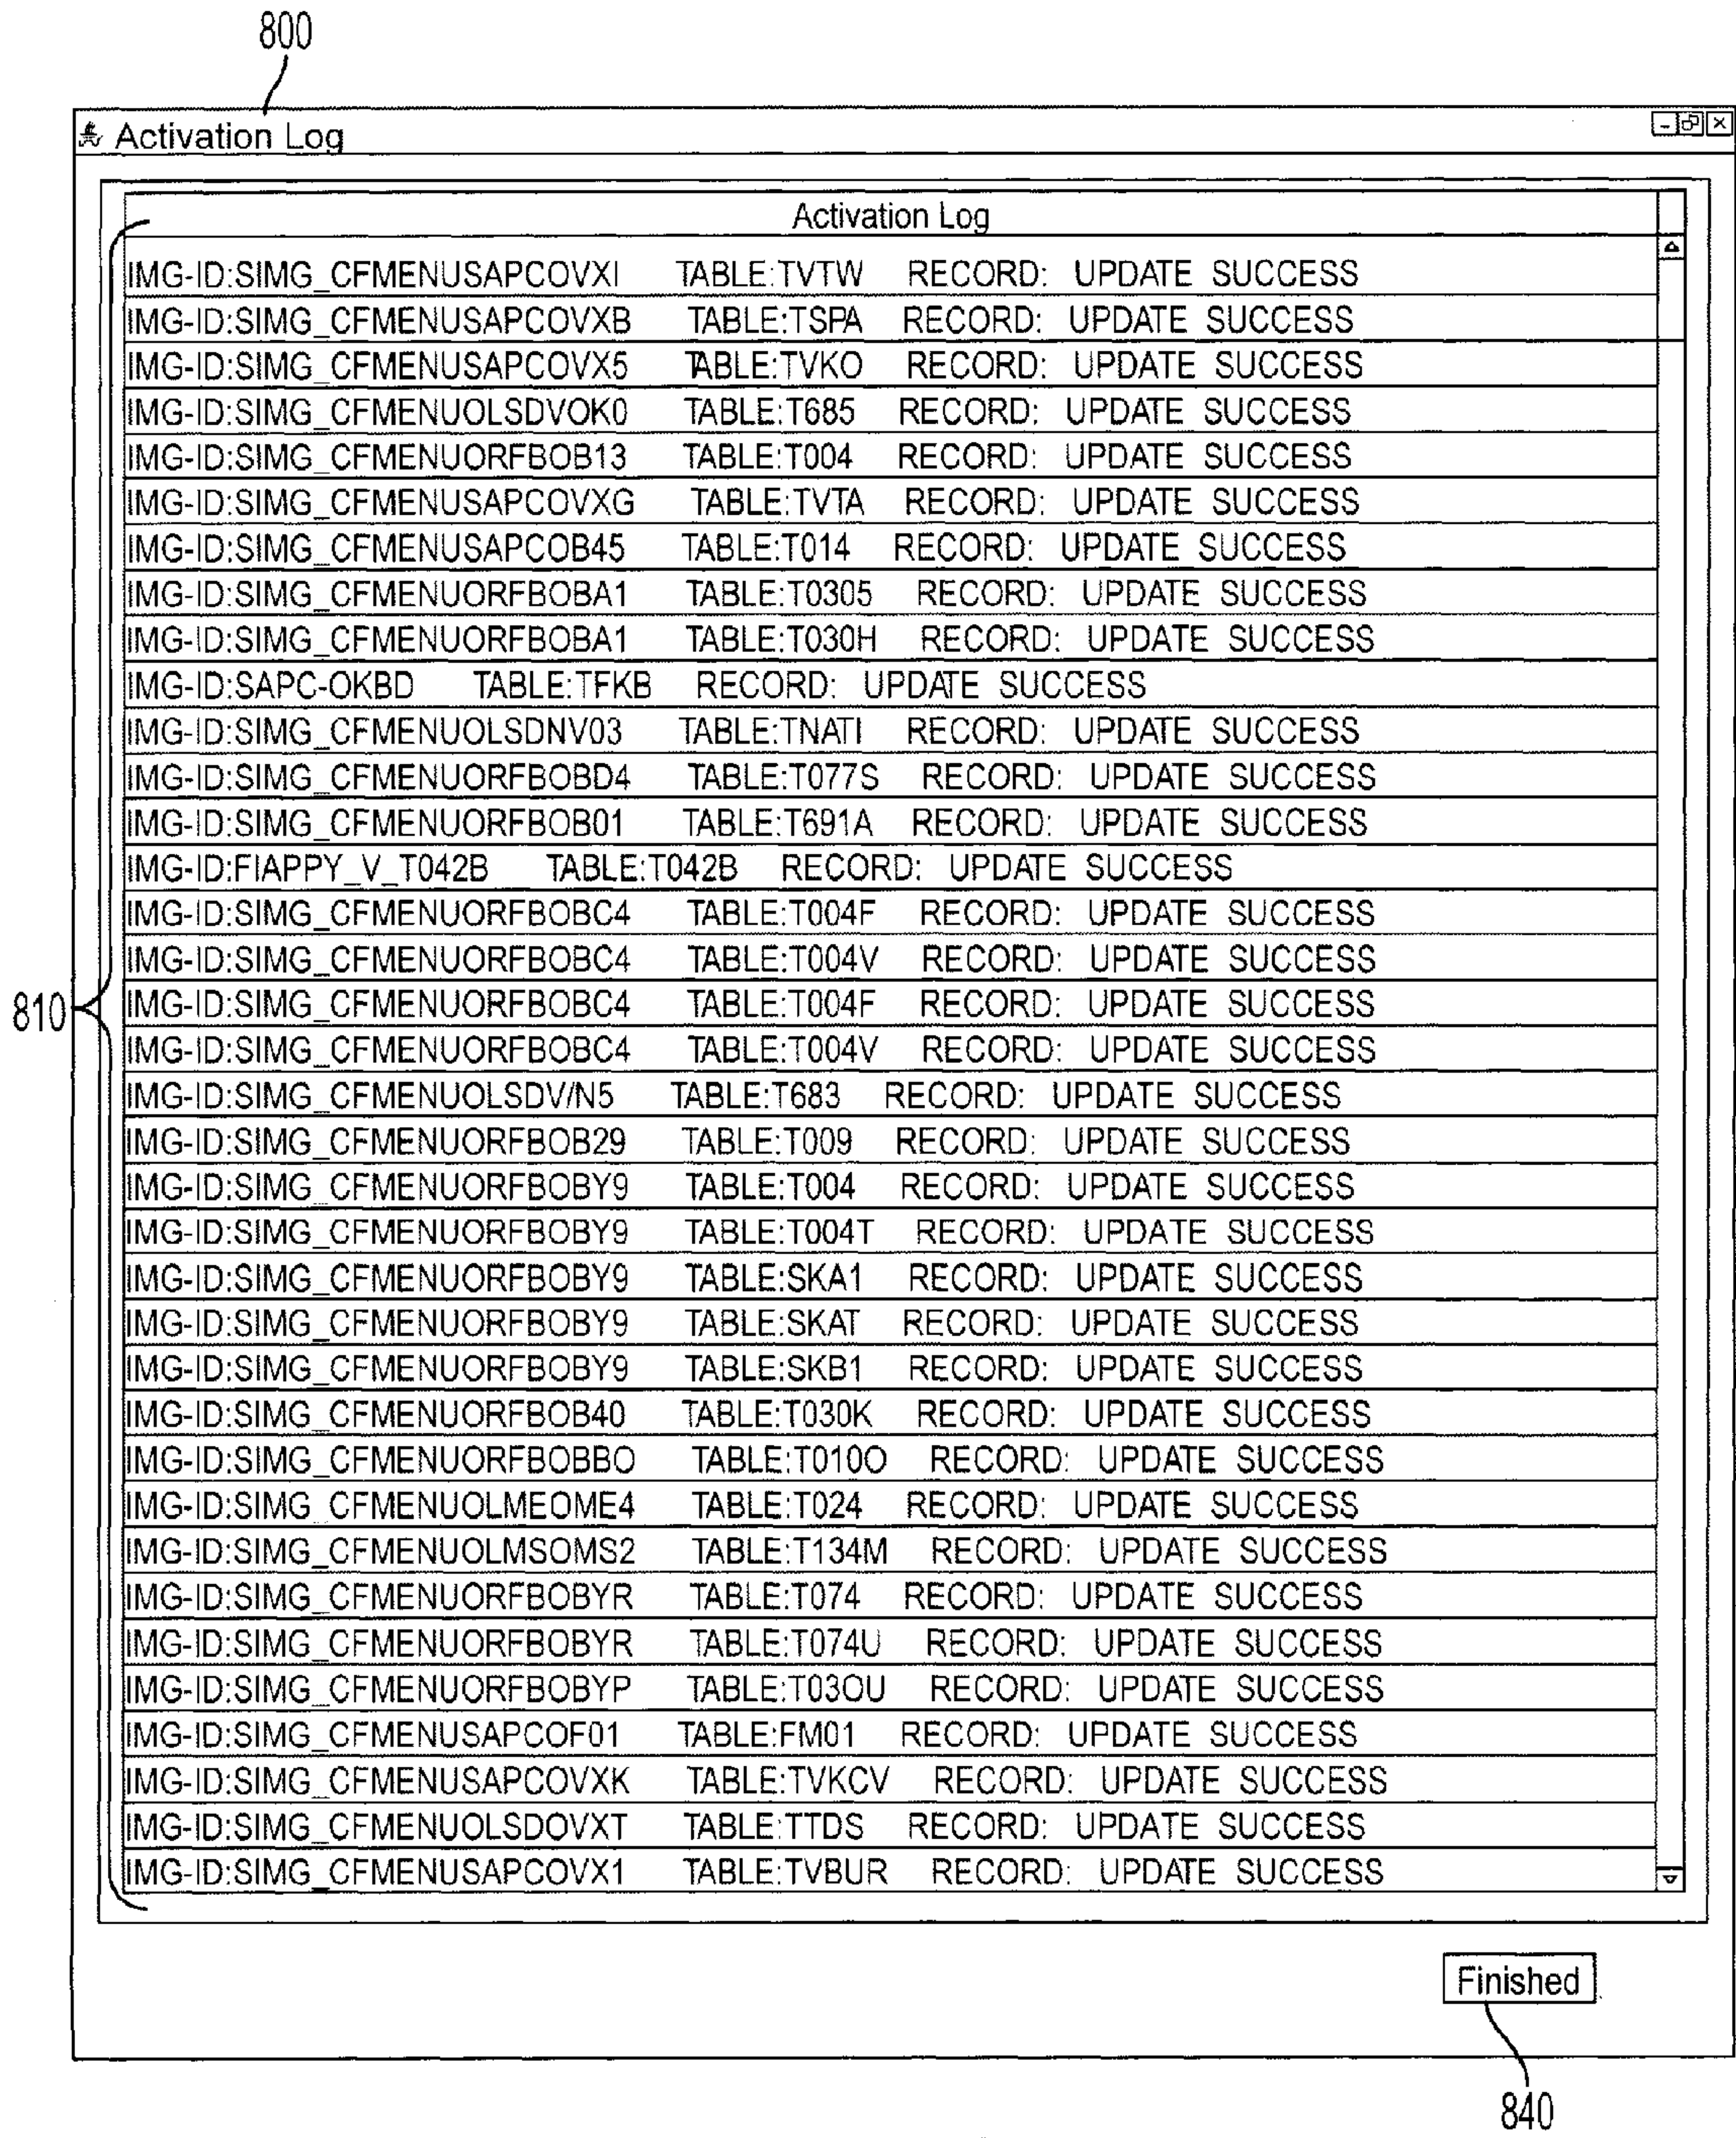 800
Activation Log
Activation Log
IMG-ID:SIMG_CFMENUSAPCOVXI TABLE:TVTW RECORD: UPDATE SUCCESS
IMG-ID:SIMG_CFMENUSAPCOVXB TABLE:TSPA RECORD: UPDATE SUCCESS
IMG-ID:SIMG_CFMENUSAPCOVX5 TABLE:TVKO RECORD: UPDATE SUCCESS
IMG-ID:SIMG_CFMENUOLSDVOK0 TABLE:T685 RECORD: UPDATE SUCCESS
IMG-ID:SIMG_CFMENUORFBOB13 TABLE:T004 RECORD: UPDATE SUCCESS
IMG-ID:SIMG_CFMENUSAPCOVXG TABLE:TVTA RECORD: UPDATE SUCCESS
IMG-ID:SIMG_CFMENUSAPCOB45 TABLE:T014 RECORD: UPDATE SUCCESS
IMG-ID:SIMG_CFMENUORFBOBA1 TABLE:T0305 RECORD: UPDATE SUCCESS
IMG-ID:SIMG_CFMENUORFBOBA1 TABLE:T030H RECORD: UPDATE SUCCESS
IMG-ID:SAPC-OKBD TABLE:TFKB RECORD: UPDATE SUCCESS
IMG-ID:SIMG_CFMENUOLSDNV03 TABLE:TNATI RECORD: UPDATE SUCCESS
IMG-ID:SIMG_CFMENUORFBOBD4 TABLE:T077S RECORD: UPDATE SUCCESS
IMG-ID:SIMG_CFMENUORFBOB01 TABLE:T691A RECORD: UPDATE SUCCESS
IMG-ID:FIAPPY_V_T042B TABLE:T042B RECORD: UPDATE SUCCESS
IMG-ID:SIMG_CFMENUORFBOBC4 TABLE:T004F RECORD: UPDATE SUCCESS
IMG-ID:SIMG_CFMENUORFBOBC4 TABLE:T004V RECORD: UPDATE SUCCESS
IMG-ID:SIMG_CFMENUORFBOBC4 TABLE:T004F RECORD: UPDATE SUCCESS
810
IMG-ID:SIMG_CFMENUORFBOBC4 TABLE:T004V RECORD: UPDATE SUCCESS
IMG-ID:SIMG_CFMENUOLSDV/N5 TABLE:T683 RECORD: UPDATE SUCCESS
IMG-ID:SIMG_CFMENUORFBOB29 TABLE:T009 RECORD: UPDATE SUCCESS
IMG-ID:SIMG_CFMENUORFBOBY9 TABLE:T004 RECORD: UPDATE SUCCESS
IMG-ID:SIMG_CFMENUORFBOBY9 TABLE:T004T RECORD: UPDATE SUCCESS
IMG-ID:SIMG_CFMENUORFBOBY9 TABLE:SKA1 RECORD: UPDATE SUCCESS
IMG-ID:SIMG_CFMENUORFBOBY9 TABLE:SKAT RECORD: UPDATE SUCCESS
IMG-ID:SIMG_CFMENUORFBOBY9 TABLE:SKB1 RECORD: UPDATE SUCCESS
IMG-ID:SIMG_CFMENUORFBOB40 TABLE:T030K RECORD: UPDATE SUCCESS
IMG-ID:SIMG_CFMENUORFBOBBO TABLE:T010O RECORD: UPDATE SUCCESS
IMG-ID:SIMG_CFMENUOLMEOME4 TABLE:T024 RECORD: UPDATE SUCCESS
IMG-ID:SIMG_CFMENUOLMSOMS2 TABLE:T134M RECORD: UPDATE SUCCESS
IMG-ID:SIMG_CFMENUORFBOBYR TABLE:T074 RECORD: UPDATE SUCCESS
IMG-ID:SIMG_CFMENUORFBOBYR TABLE:T074U RECORD: UPDATE SUCCESS
IMG-ID:SIMG_CFMENUORFBOBYP TABLE:T03OU RECORD: UPDATE SUCCESS
IMG-ID:SIMG_CFMENUSAPCOF01 TABLE:FM01 RECORD: UPDATE SUCCESS
IMG-ID:SIMG_CFMENUSAPCOVXK TABLE:TVKCV RECORD: UPDATE SUCCESS
IMG-ID:SIMG_CFMENUOLSDOVXT TABLE:TTDS RECORD: UPDATE SUCCESS
IMG-ID:SIMG_CFMENUSAPCOVX1 TABLE:TVBUR RECORD: UPDATE SUCCESS
Finished
840